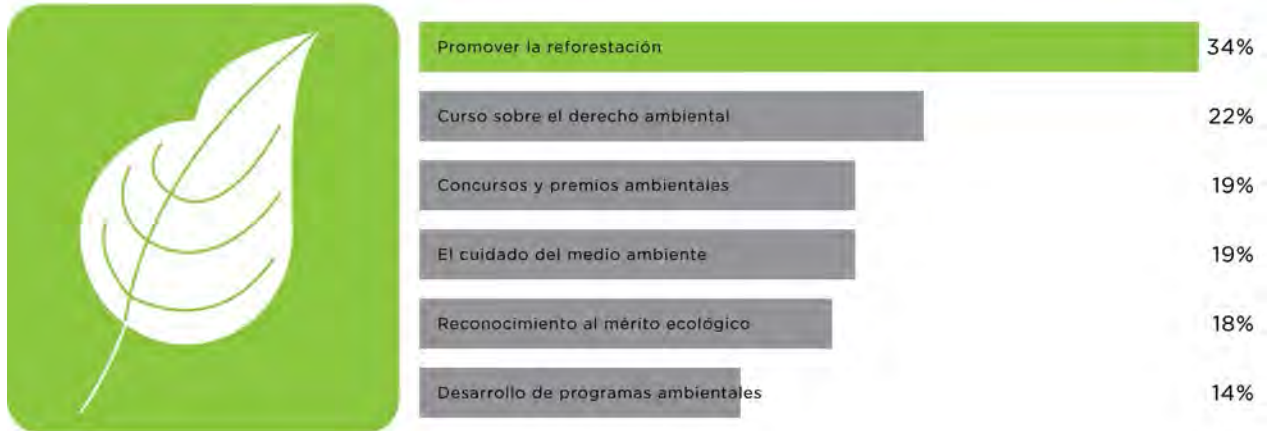 Promover la reforestación 34%
Curso sobre el derecho ambiental 22%
Concursos y premios ambientales 19%
El cuidado del medio ambiente 19%
Reconocimiento al mérito ecológico 18%
Desarrollo de programas ambientales 14%